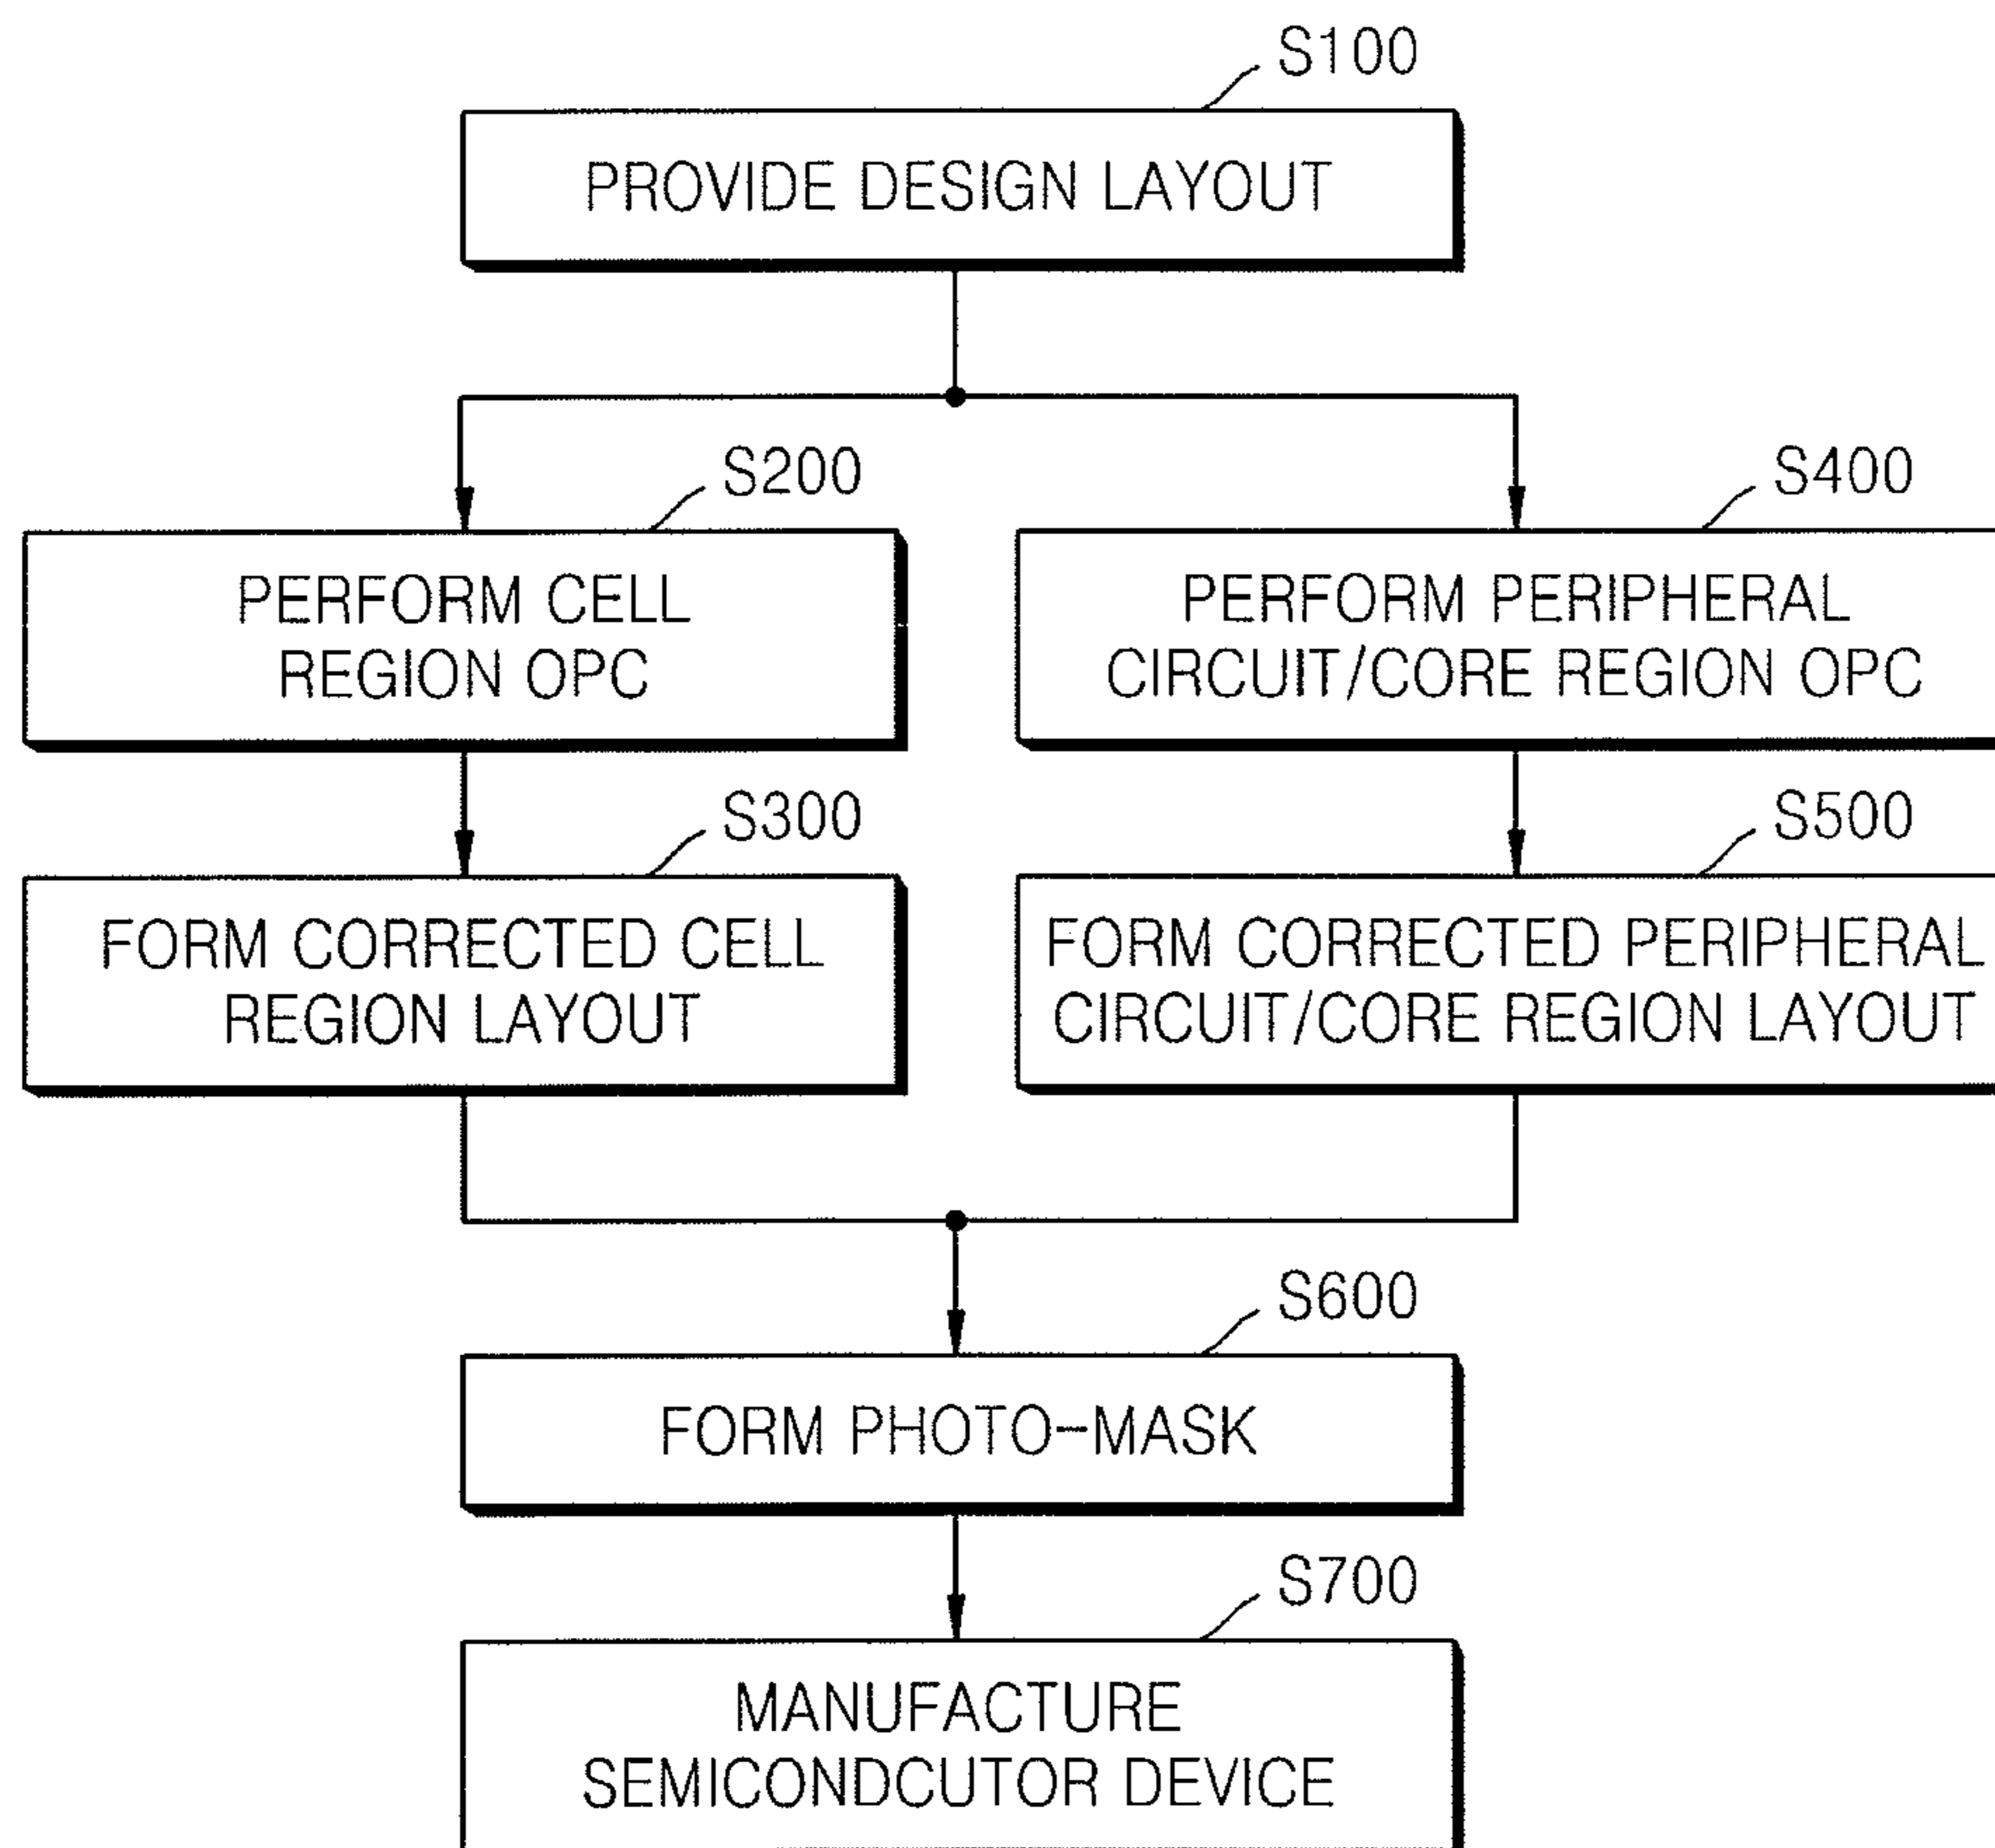 S100
PROVIDE DESIGN LAYOUT
S200
PERFORM CELL
REGION OPC
S400
PERFORM PERIPHERAL
CIRCUIT/CORE REGION OPC
S300
FORM CORRECTED CELL
REGION LAYOUT
S500
FORM CORRECTED PERIPHERAL
CIRCUIT/CORE REGION LAYOUT
S600
FORM PHOTO-MASK
S700
MANUFACTURE
SEMICONDCUTOR DEVICE